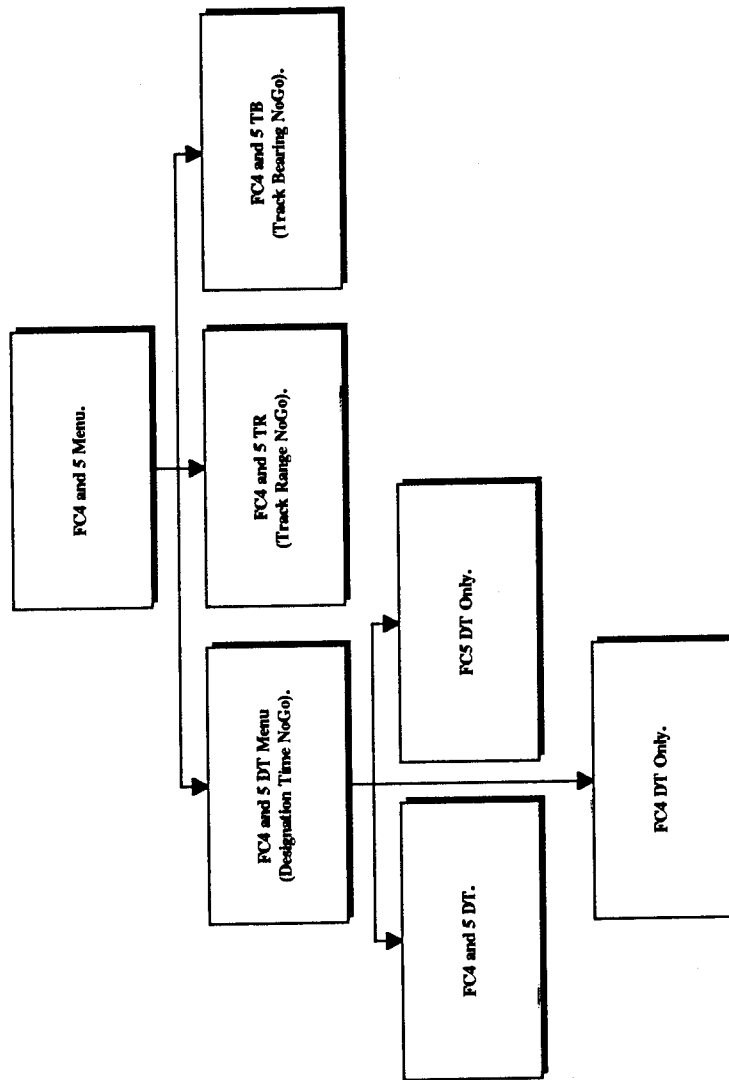 FC4 and 5 Menu.
FC4 and 5 DT Menu
(Designation Time NoGo).
FC4 and 5 TR
(Track Range NoGo).
FC4 and 5 TB
(Track Bearing NoGo).
FC4 and 5 DT.
FC5 DT Only.
FC4 DT Only.